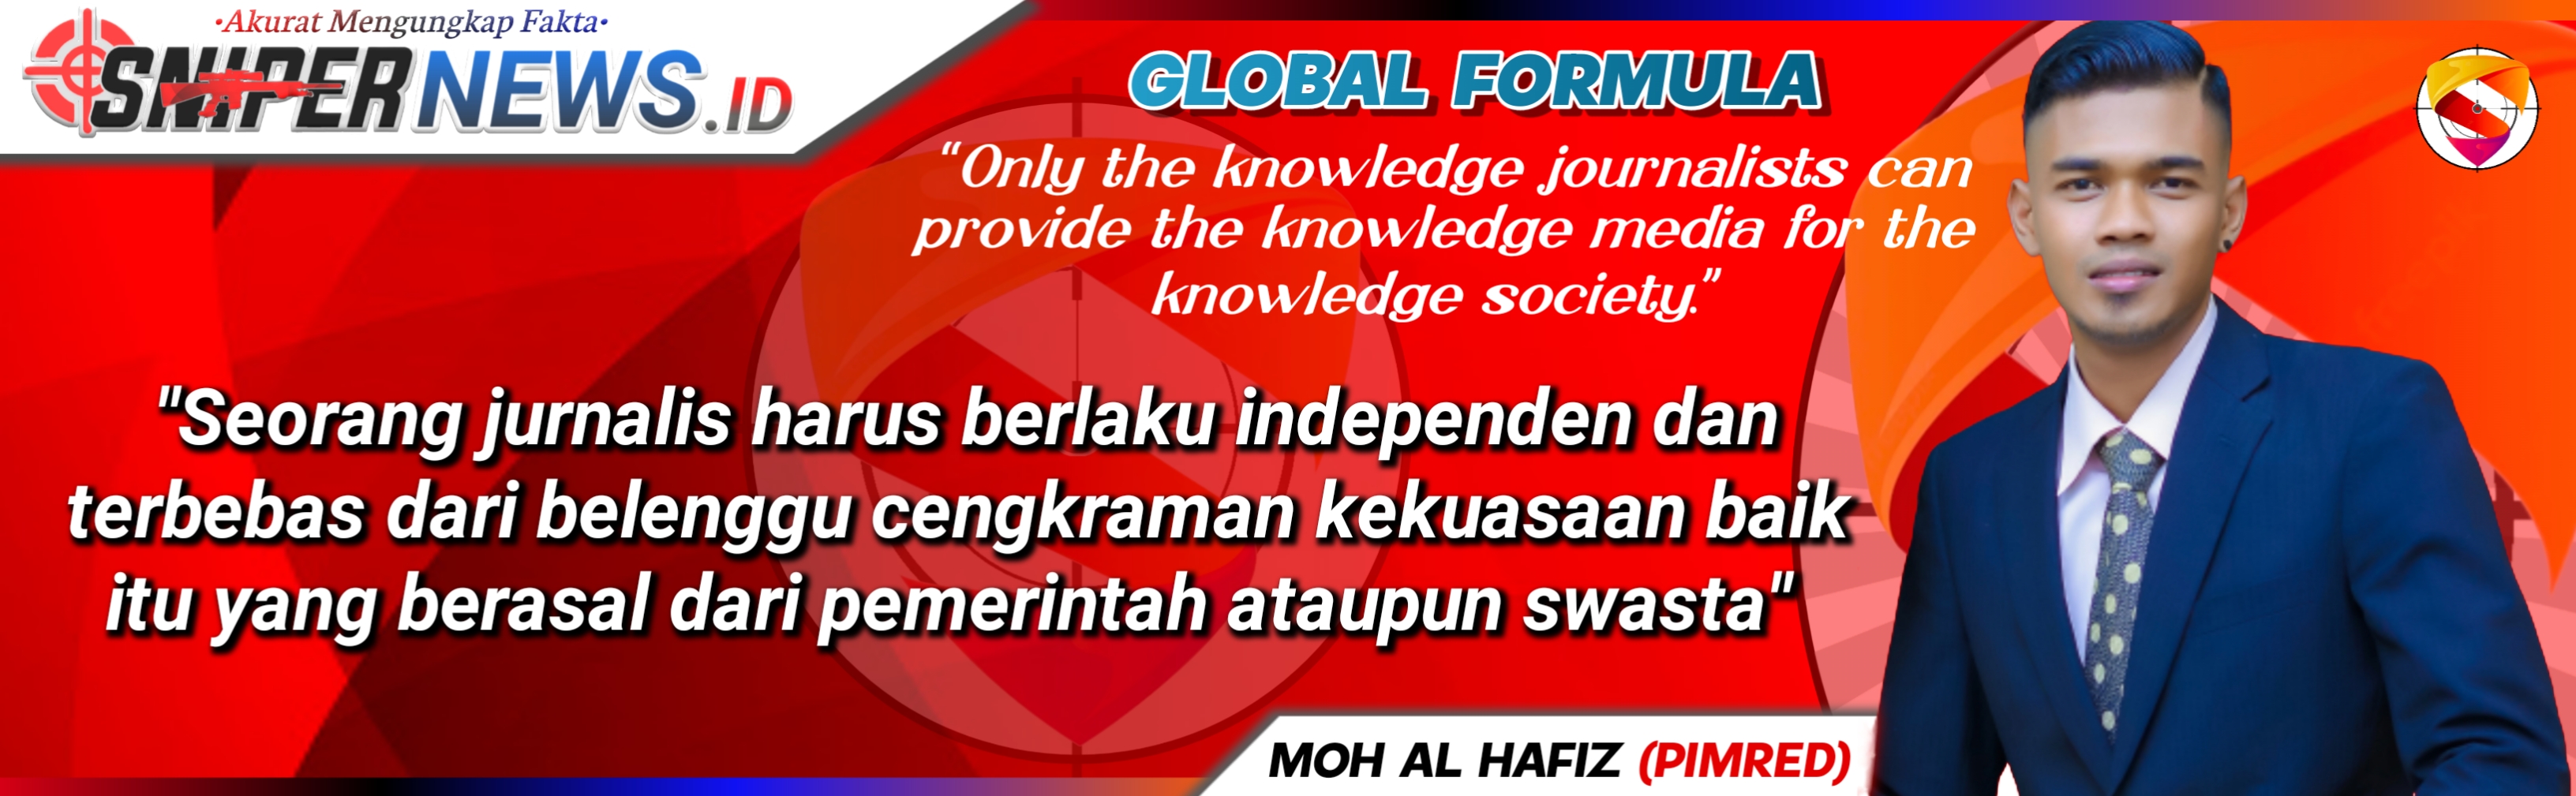 •Akurat Mengungkap Fakta•
SNIPERNEWS.ID
GLOBAL FORMULA
“Only the knowledge journalists can
provide the knowledge media for the
knowledge society.”
"Seorang jurnalis harus berlaku independen dan
terbebas dari belenggu cengkraman kekuasaan baik
itu yang berasal dari pemerintah ataupun swasta"
MOH AL HAFIZ (PIMRED)